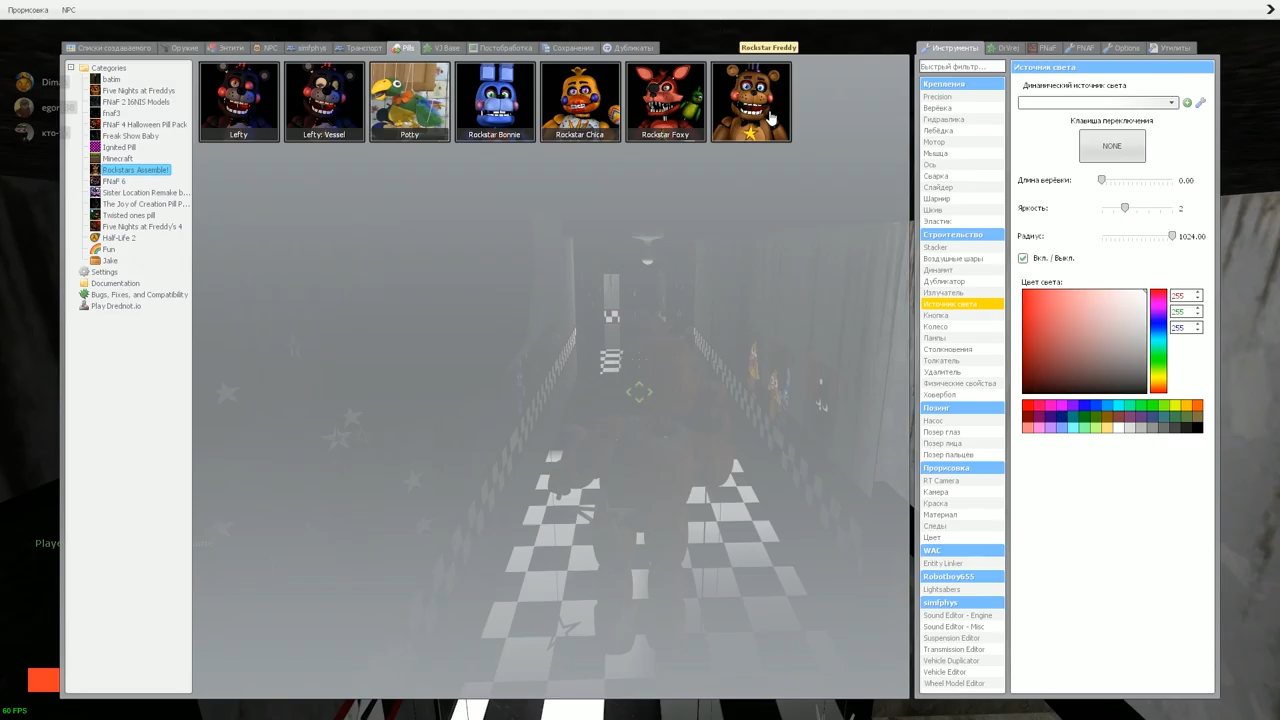 Прорисовка NPC
Списки создаваемого Оружие Энтити NPC simfphys Транспорт Pills VJ Base Постобработка Сохранения Дубликаты
Rockstar Freddy
Инструменты DrVrej FNaF FNAF Options Утилиты
Categories
batim
Five Nights at Freddys
FNAF 2 16NIS Models
fnaf3
FNAF 4 Halloween Pill Pack
Freak Show Baby
Ignited Pill
Minecraft
Rockstars Assemble!
FNaF 6
Sister Location Remake b...
The Joy of Creation Pill P...
Twisted ones pill
Five Nights at Freddy's 4
Half-Life 2
Fun
Jake
Settings
Documentation
Bugs, Fixes, and Compatibility
Play Drednot.io
Lefty
Lefty: Vessel
Potty
Rockstar Bonnie
Rockstar Chica
Rockstar Foxy
Быстрый фильтр...
Крепления
Precision
Верёвка
Гидравлика
Лебёдка
Мотор
Мышца
Ось
Сварка
Слайдер
Шарнир
Шкив
Эластик
Строительство
Stacker
Воздушные шары
Динамит
Дубликатор
Излучатель
Источник света
Кнопка
Колесо
Лампы
Столкновения
Толкатель
Удалитель
Физические свойства
Ховербол
Позинг
Насос
Позер глаз
Позер лица
Позер пальцев
Прорисовка
RT Camera
Камера
Краска
Материал
Следы
Цвет
WAC
Entity Linker
Robotboy655
Lightsabers
simfphys
Sound Editor - Engine
Sound Editor - Misc
Suspension Editor
Transmission Editor
Vehicle Duplicator
Vehicle Editor
Wheel Model Editor
Источник света
Динамический источник света
Клавиша переключения
NONE
Длина верёвки: 0.00
Яркость: 2
Радиус: 1024.00
Вкл. / Выкл.
Цвет света:
255
255
255
Dima
egor
кто-
Playe
60 FPS